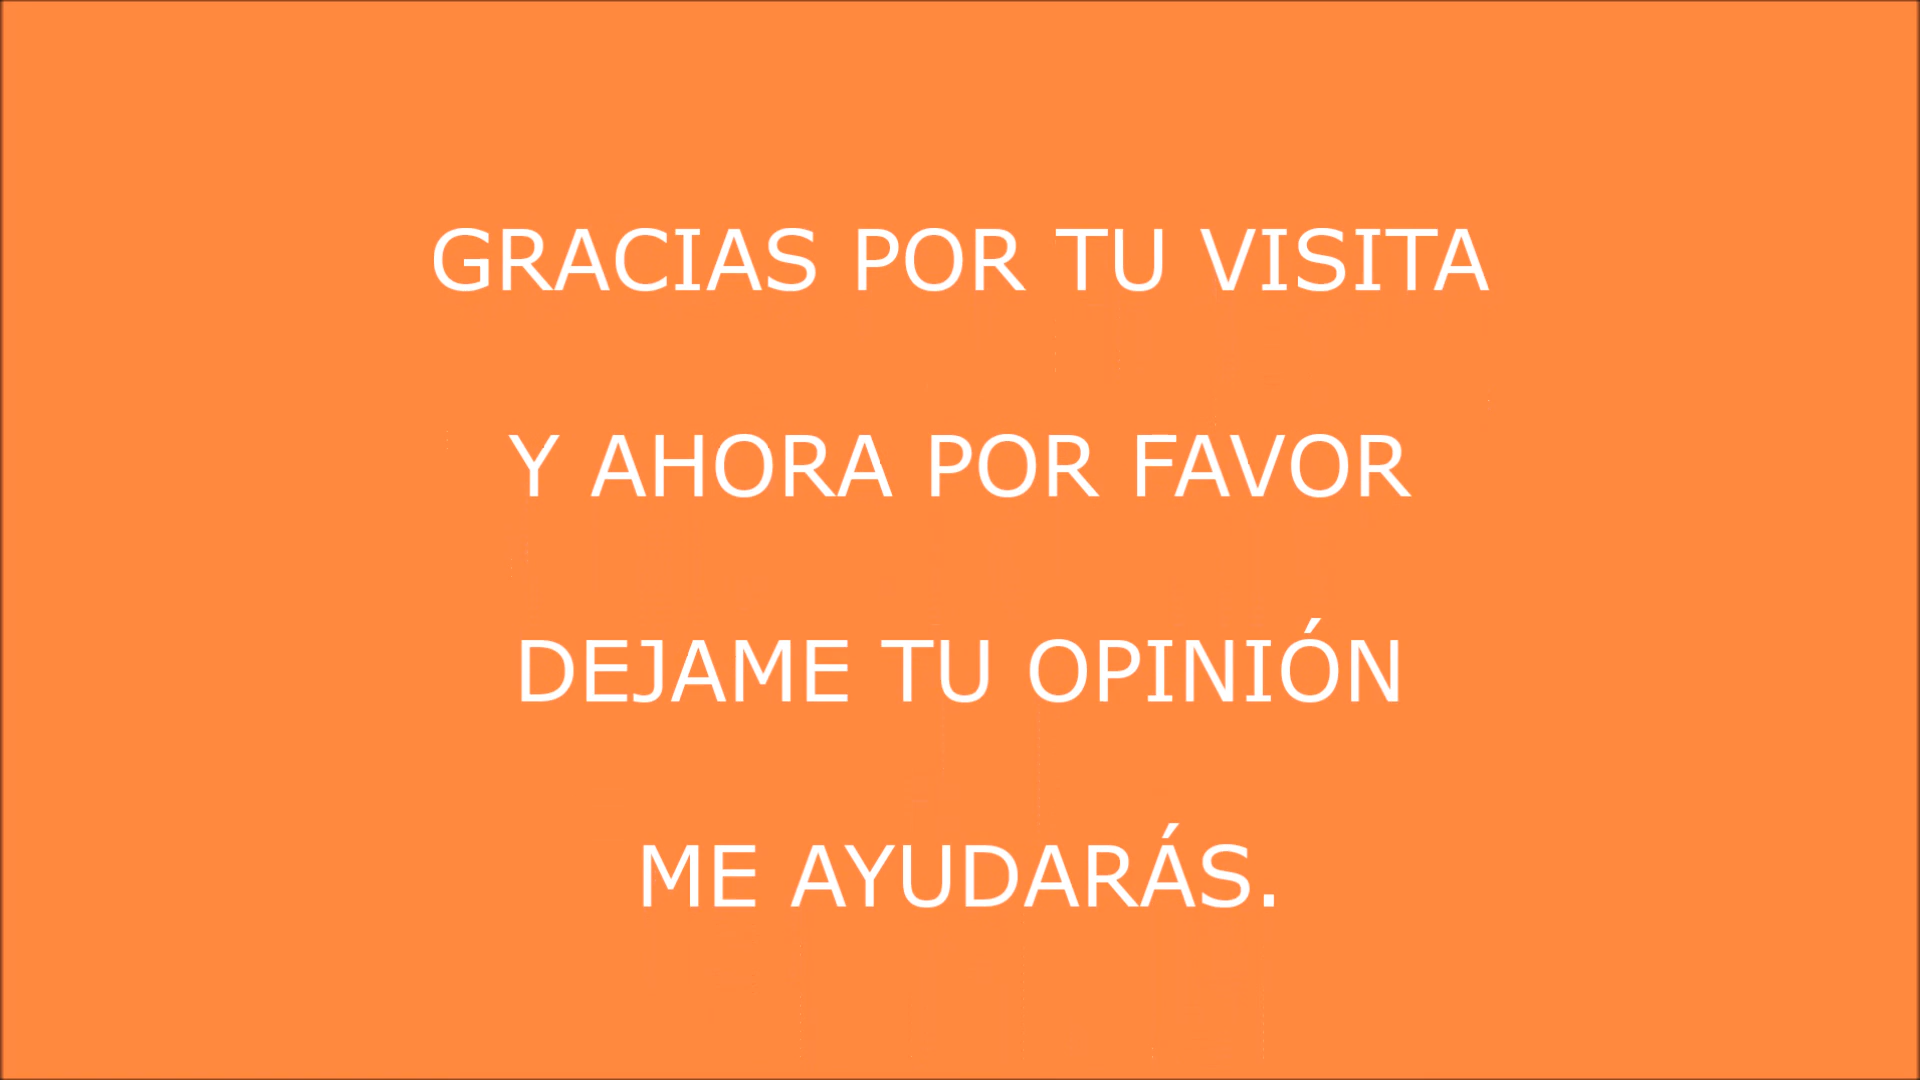 GRACIAS POR TU VISITA
Y AHORA POR FAVOR
DEJAME TU OPINIÓN
ME AYUDARÁS.